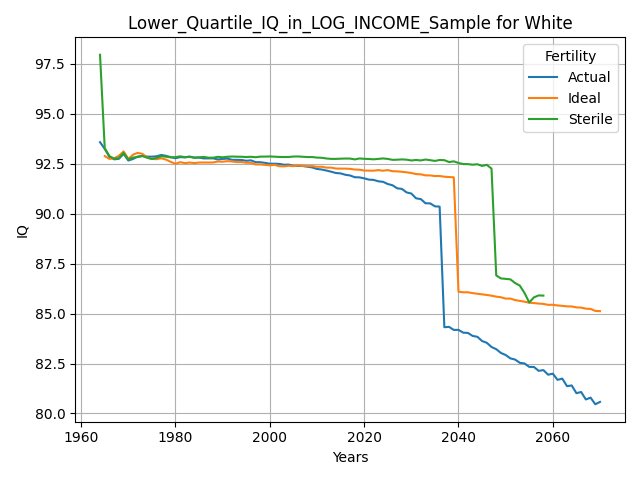 Lower_Quartile_IQ_in_LOG_INCOME_Sample for White
Fertility
Actual
Ideal
Sterile
97.5
95.0
92.5
90.0
87.5
85.0
82.5
80.0
IQ
1960
1980
2000
2020
2040
2060
Years